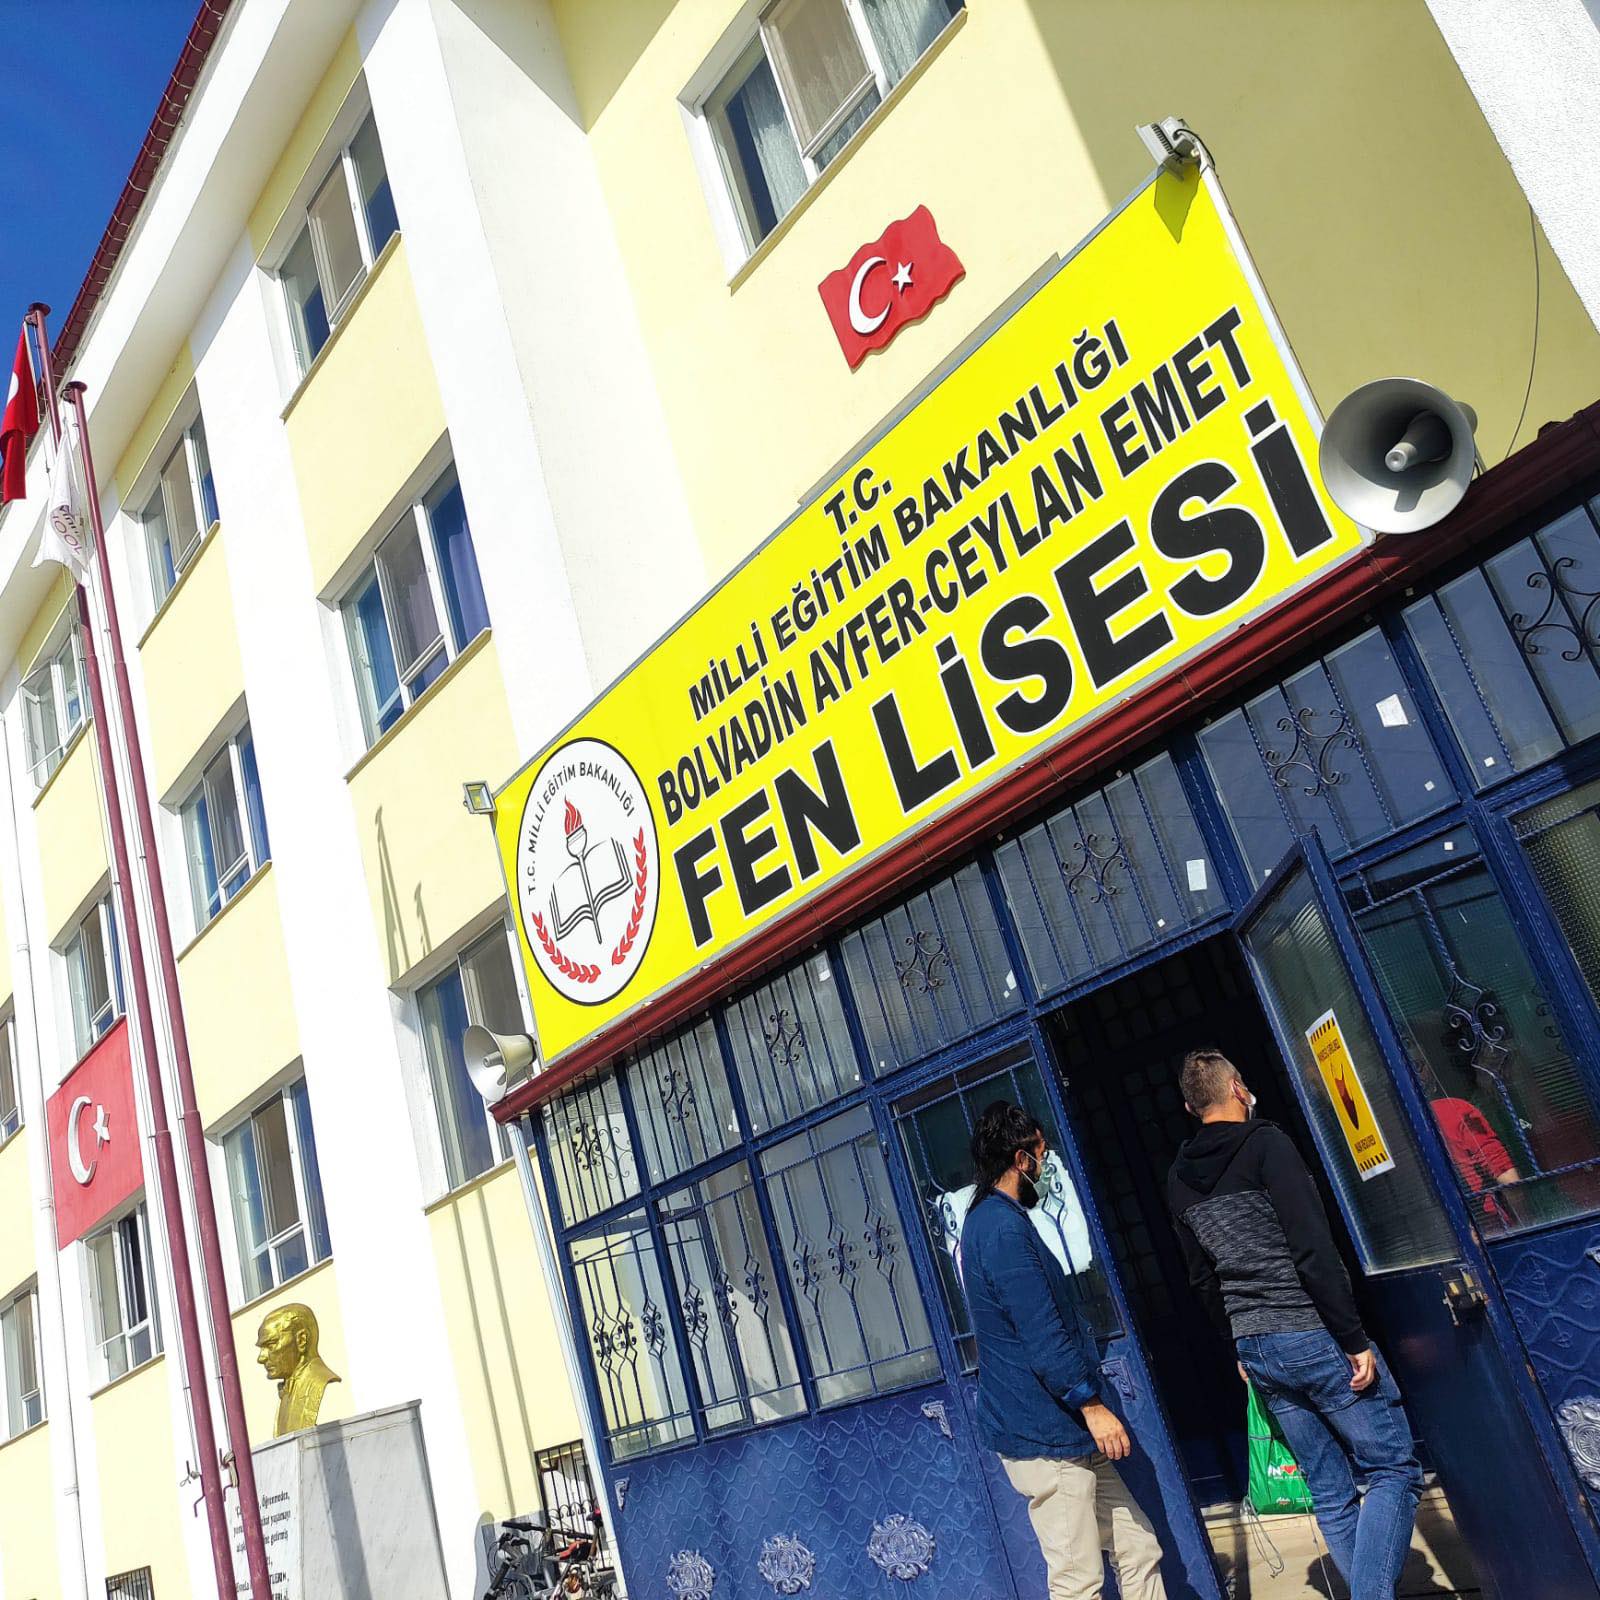 T.C.
MİLLİ EĞİTİM BAKANLIĞI
BOLVADİN AYFER-CEYLAN EMET
FEN LİSESİ
T.C. MİLLİ EĞİTİM BAKANLIĞI